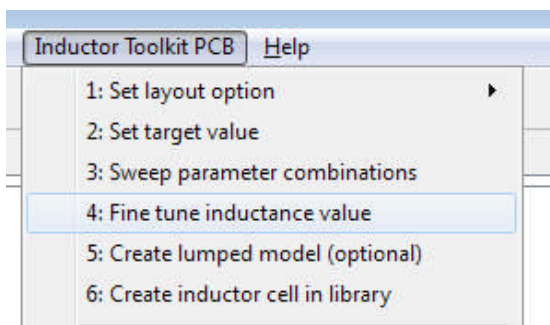 Inductor Toolkit PCB Help
1: Set layout option
2: Set target value
3: Sweep parameter combinations
4: Fine tune inductance value
5: Create lumped model (optional)
6: Create inductor cell in library